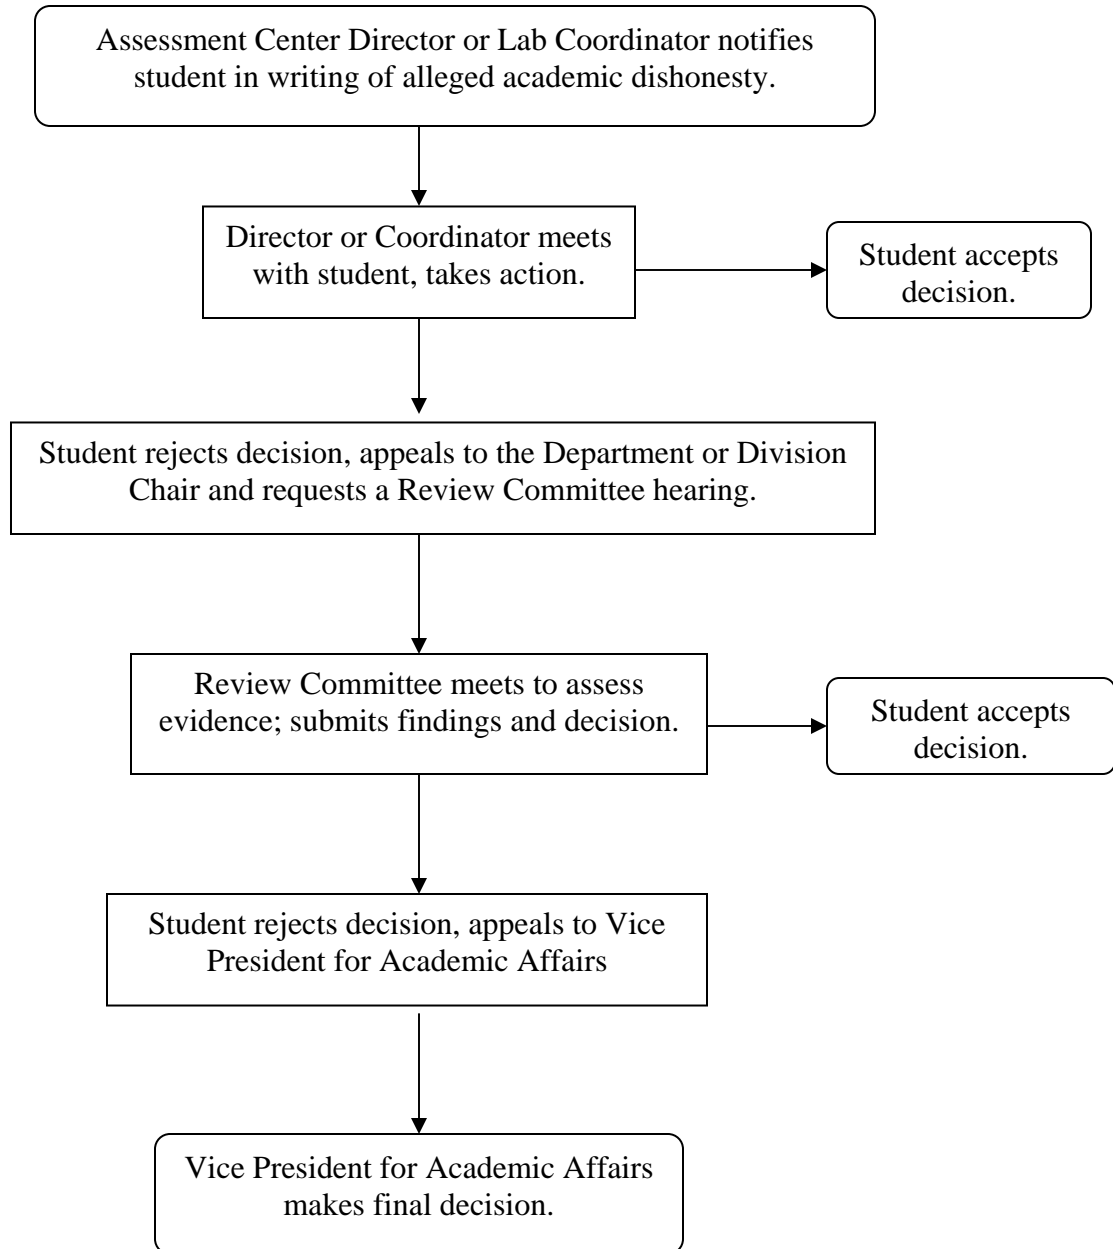 Assessment Center Director or Lab Coordinator notifies
student in writing of alleged academic dishonesty.
Director or Coordinator meets
with student, takes action.
Student accepts
decision.
Student rejects decision, appeals to the Department or Division
Chair and requests a Review Committee hearing.
Review Committee meets to assess
evidence; submits findings and decision.
Student accepts
decision.
Student rejects decision, appeals to Vice
President for Academic Affairs
Vice President for Academic Affairs
makes final decision.